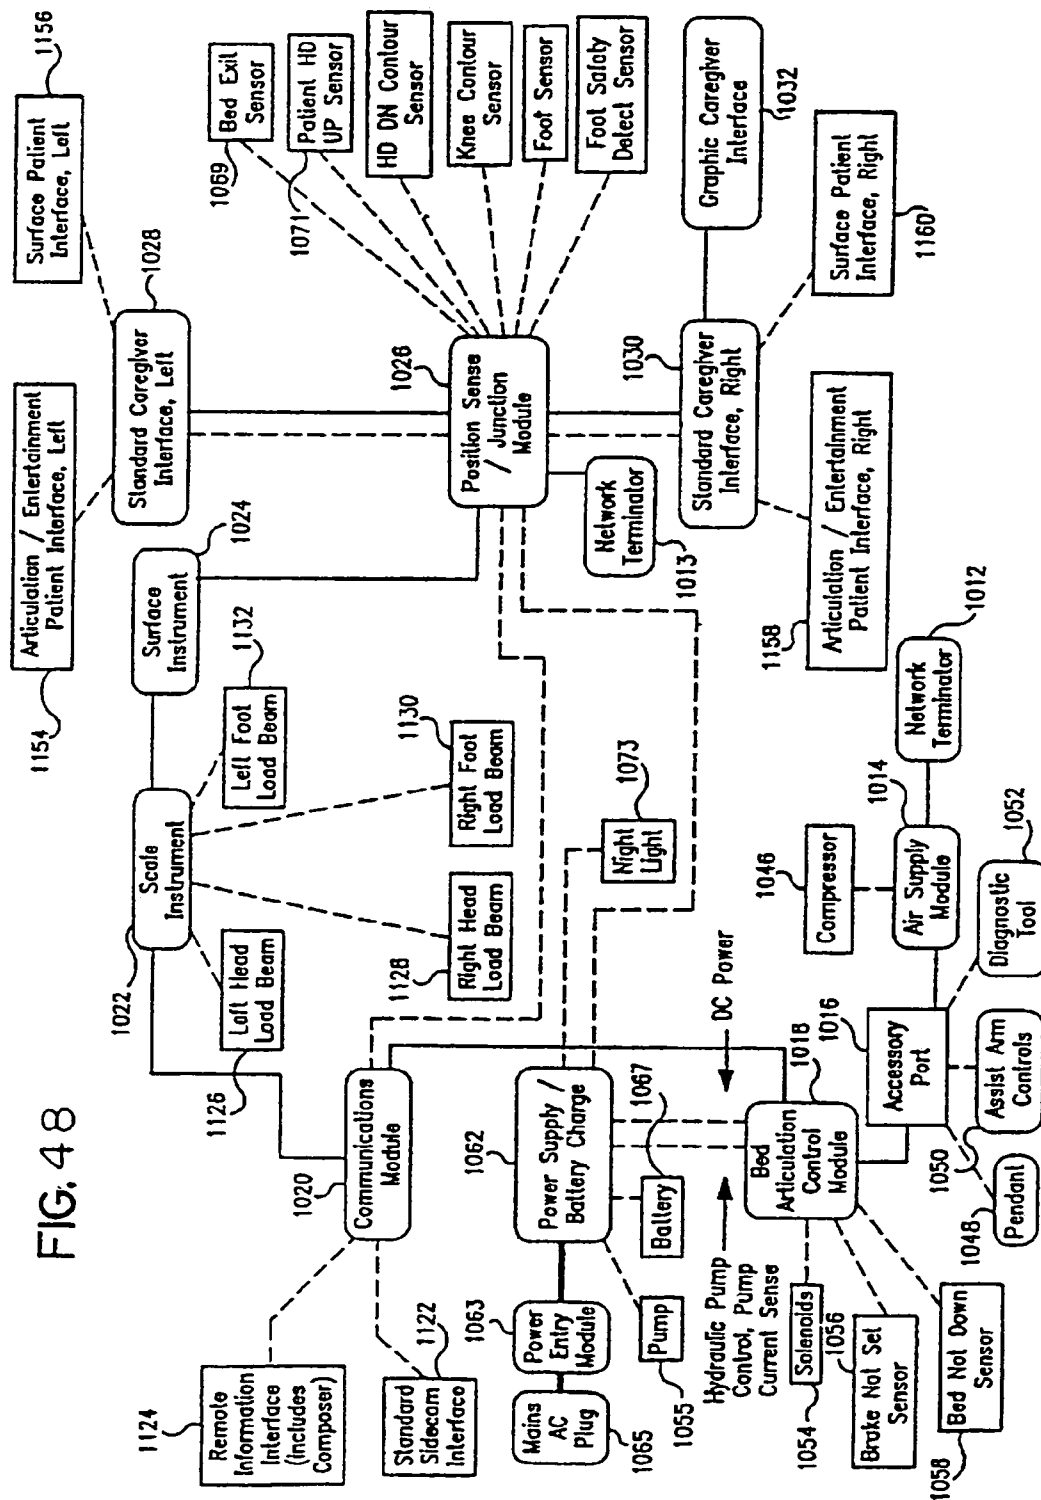 FIG. 48
1124
Remote
Information
Interface
(Includes
Composer)
1122
Standard
Sidecom
Interface
1020
Communications
Module
1022
Scale
Instrument
1126
Left Head
Load Beam
1128
Right Head
Load Beam
1130
Right Foot
Load Beam
1132
Left Foot
Load Beam
1024
Surface
Instrument
1154
Articulation / Entertainment
Patient Interface, Left
1156
Surface Patient
Interface, Left
1028
Standard Caregiver
Interface, Left
1069
Bed Exit
Sensor
1071
Patient HD
UP Sensor
HD DN Contour
Sensor
Knee Contour
Sensor
Foot Sensor
Foot Safety
Detect Sensor
1026
Position Sense
/ Junction
Module
Network
Terminator
1013
1030
Standard Caregiver
Interface, Right
Graphic Caregiver
Interface
1032
Surface Patient
Interface, Right
1160
1158
Articulation / Entertainment
Patient Interface, Right
Mains
AC
Plug
1065
1063
Power
Entry
Module
1062
Power Supply /
Battery Charge
Pump
1055
Battery
1067
Night
Light
1073
Hydraulic Pump
Control, Pump
Current Sense
DC Power
1018
Bed
Articulation
Control
Module
Solenoids
1054
1056
Brake Not Set
Sensor
Bed Not Down
Sensor
1058
1016
Accessory
Port
1048
Pendant
1050
Assist Arm
Controls
1052
Diagnostic
Tool
1046
Compressor
1014
Air Supply
Module
1012
Network
Terminator